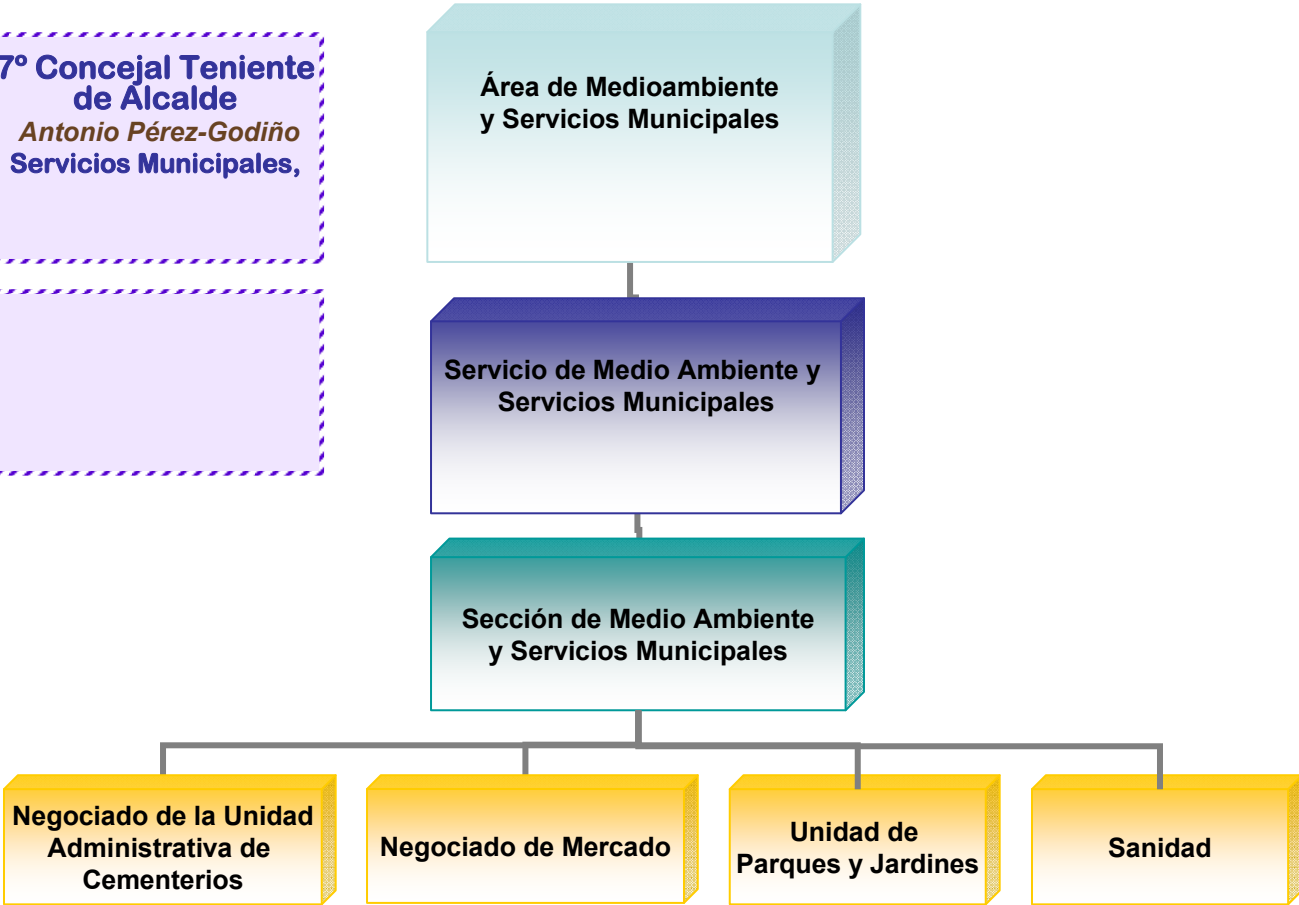 7º Concejal Teniente
de Alcalde
Antonio Pérez-Godiño
Servicios Municipales,
Área de Medioambiente
y Servicios Municipales
Servicio de Medio Ambiente y
Servicios Municipales
Sección de Medio Ambiente
y Servicios Municipales
Negociado de la Unidad
Administrativa de
Cementerios
Negociado de Mercado
Unidad de
Parques y Jardines
Sanidad